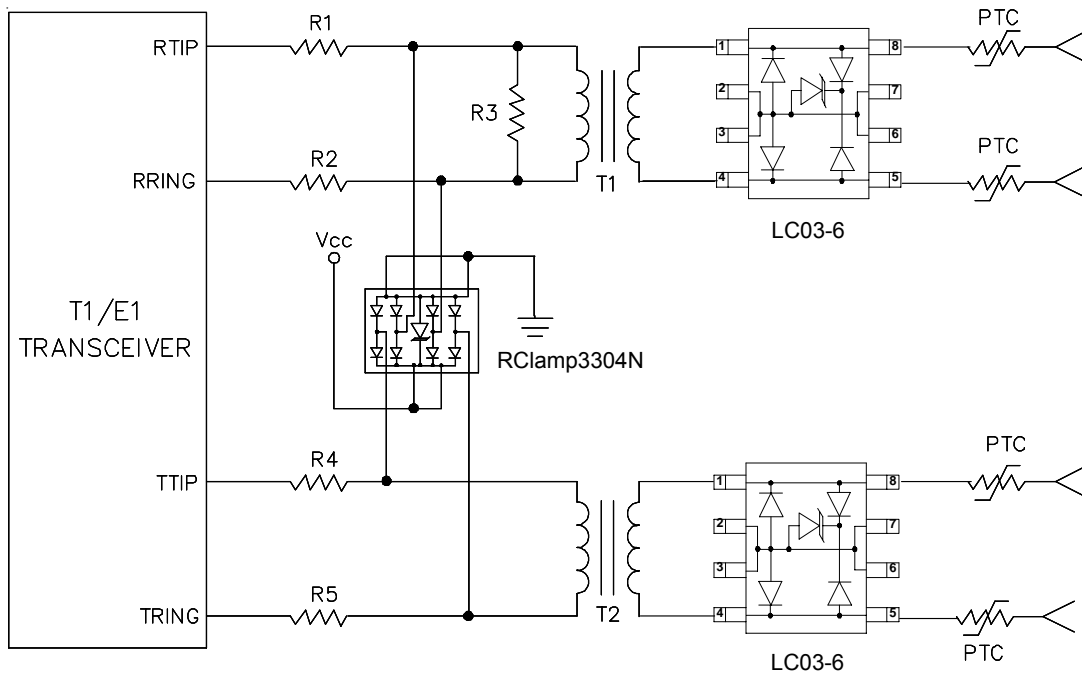 R1
PTC
RTIP
1
8
2
7
R3
3
6
R2
PTC
RRING
4
5
T1
LC03-6
Vcc
T1/E1
TRANSCEIVER
RClamp3304N
R4
PTC
TTIP
1
8
2
7
3
6
R5
TRING
4
5
T2
PTC
LC03-6